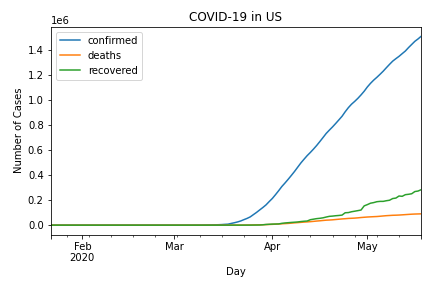 COVID-19 in US
1e6
confirmed
deaths
recovered
1.4
1.2
1.0
0.8
0.6
0.4
0.2
0.0
Number of Cases
Feb
2020
Mar
Apr
May
Day